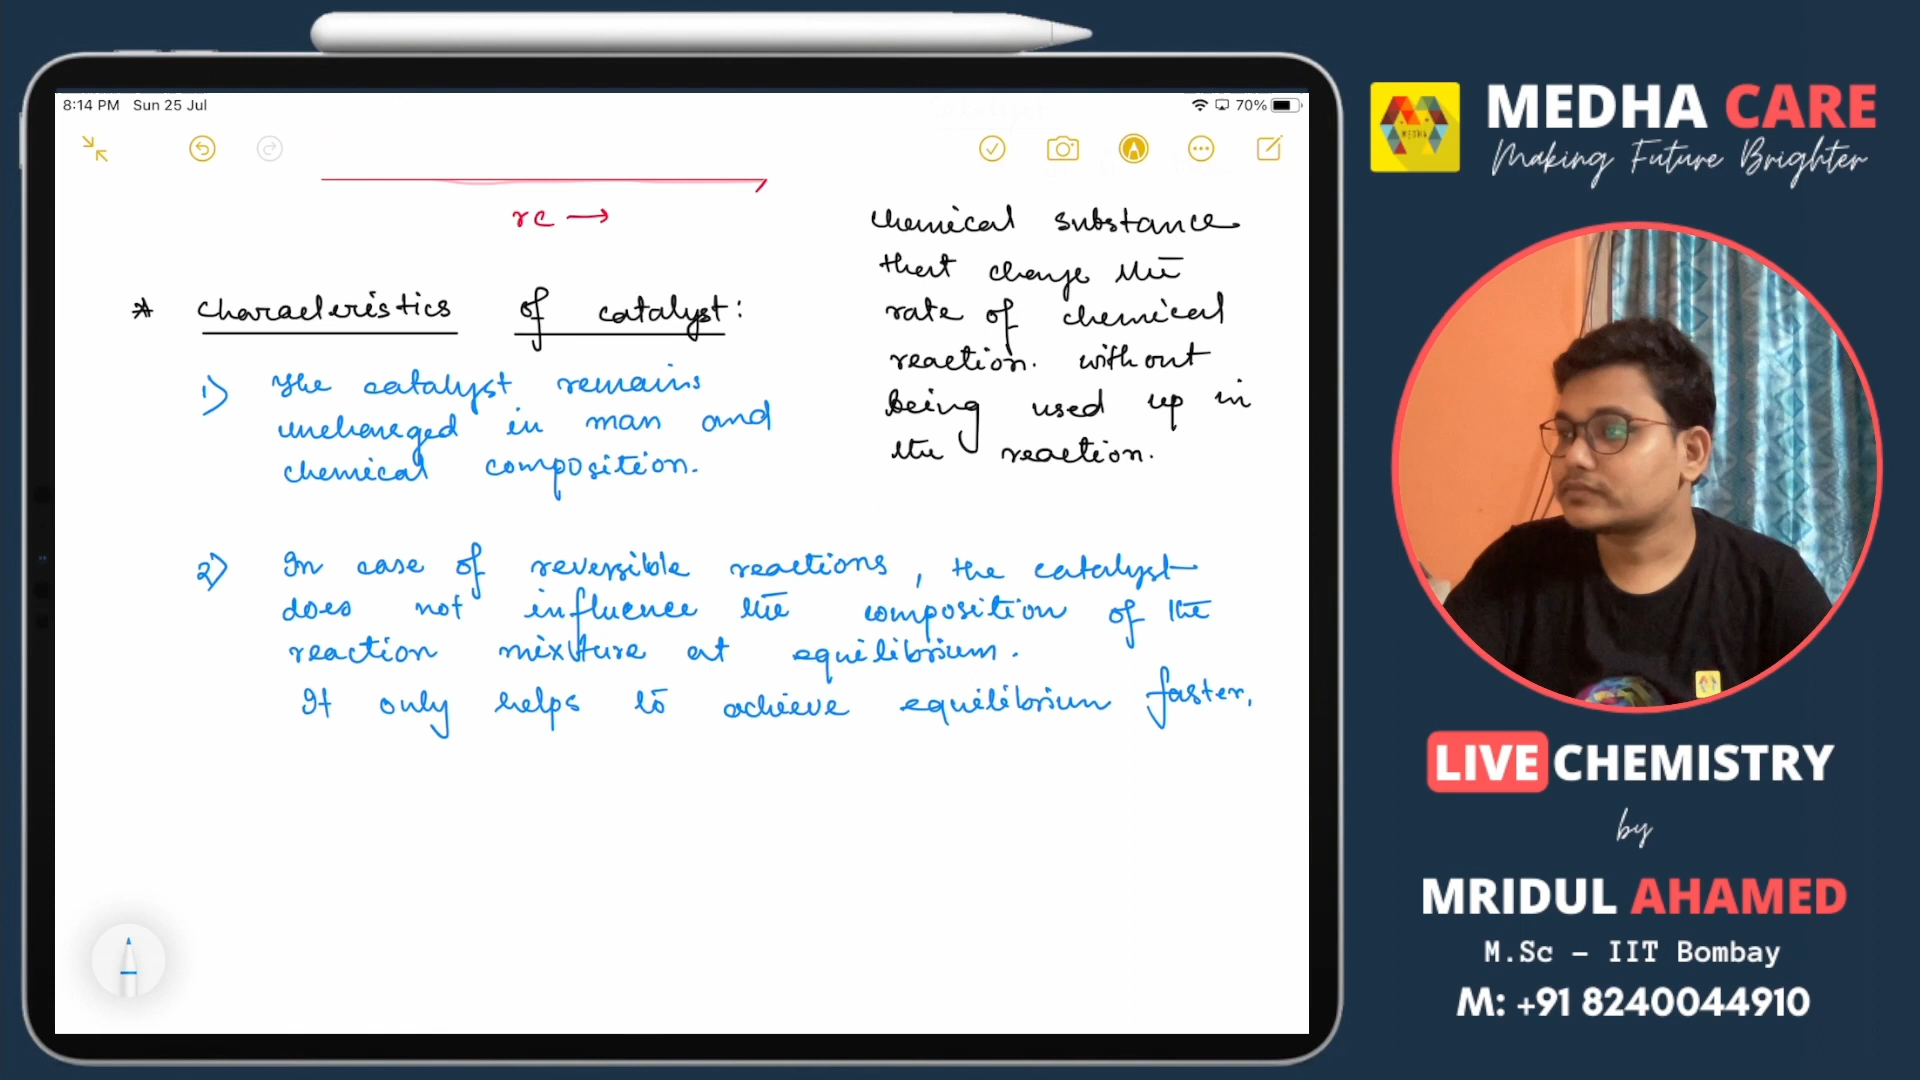 8:14 PM Sun 25 Jul
70%
rc →
chemical substance
that change the
rate of chemical
reaction. without
being used up in
the reaction.
* characteristics of catalyst:
1) The catalyst remains
unchanged in mass and
chemical composition.
2) In case of reversible reactions, the catalyst
does not influence the composition of the
reaction mixture at equilibrium.
It only helps to achieve equilibrium faster.
MEDHA
MEDHA CARE
Making Future Brighter
LIVE CHEMISTRY
by
MRIDUL AHAMED
M.Sc - IIT Bombay
M: +91 8240044910